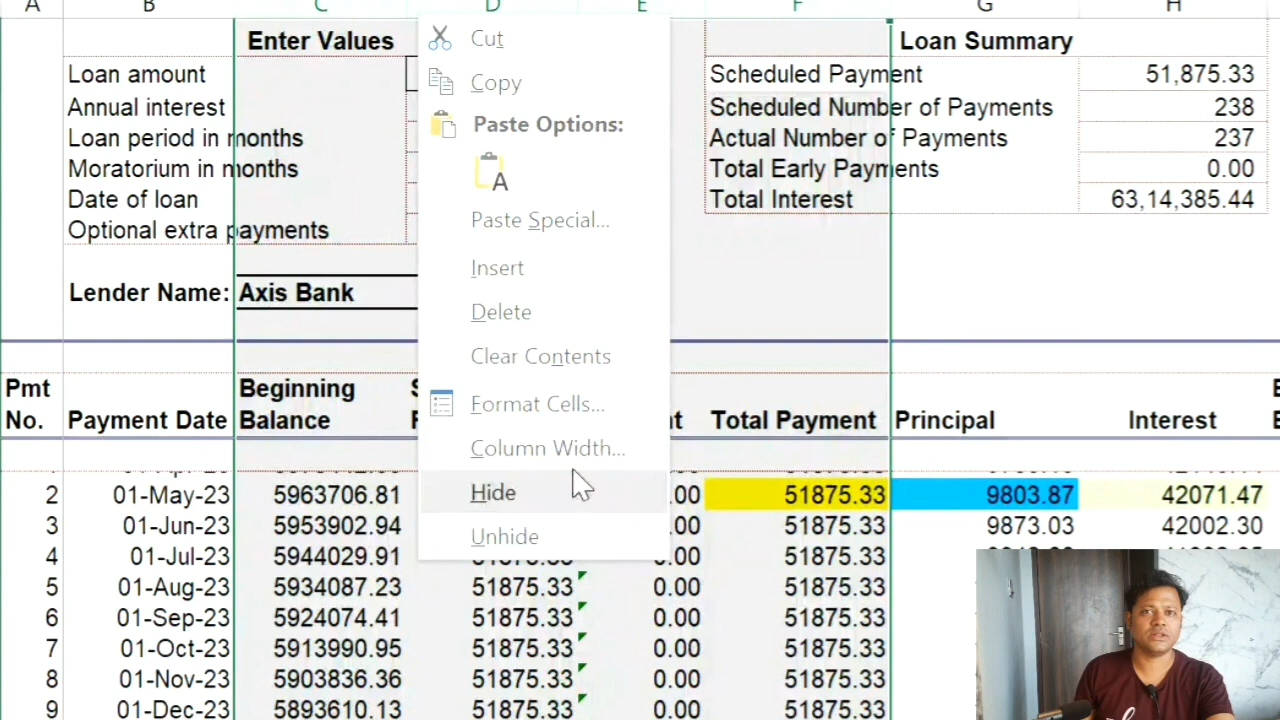 A B C D E F G H
Enter Values
Loan Summary
Loan amount
Annual interest
Loan period in months
Moratorium in months
Date of loan
Optional extra payments
Scheduled Payment 51,875.33
Scheduled Number of Payments 238
Actual Number of Payments 237
Total Early Payments 0.00
Total Interest 63,14,385.44
Lender Name: Axis Bank
Cut
Copy
Paste Options:
A
Paste Special...
Insert
Delete
Clear Contents
Format Cells...
Column Width...
Hide
Unhide
Pmt Beginning
No. Payment Date Balance Total Payment Principal Interest
2 01-May-23 5963706.81 .00 51875.33 9803.87 42071.47
3 01-Jun-23 5953902.94 .00 51875.33 9873.03 42002.30
4 01-Jul-23 5944029.91 0.00 51875.33
5 01-Aug-23 5934087.23 51875.33 0.00 51875.33
6 01-Sep-23 5924074.41 51875.33 0.00 51875.33
7 01-Oct-23 5913990.95 51875.33 0.00 51875.33
8 01-Nov-23 5903836.36 51875.33 0.00 51875.33
9 01-Dec-23 5893610.13 51875.33 0.00 51875.33